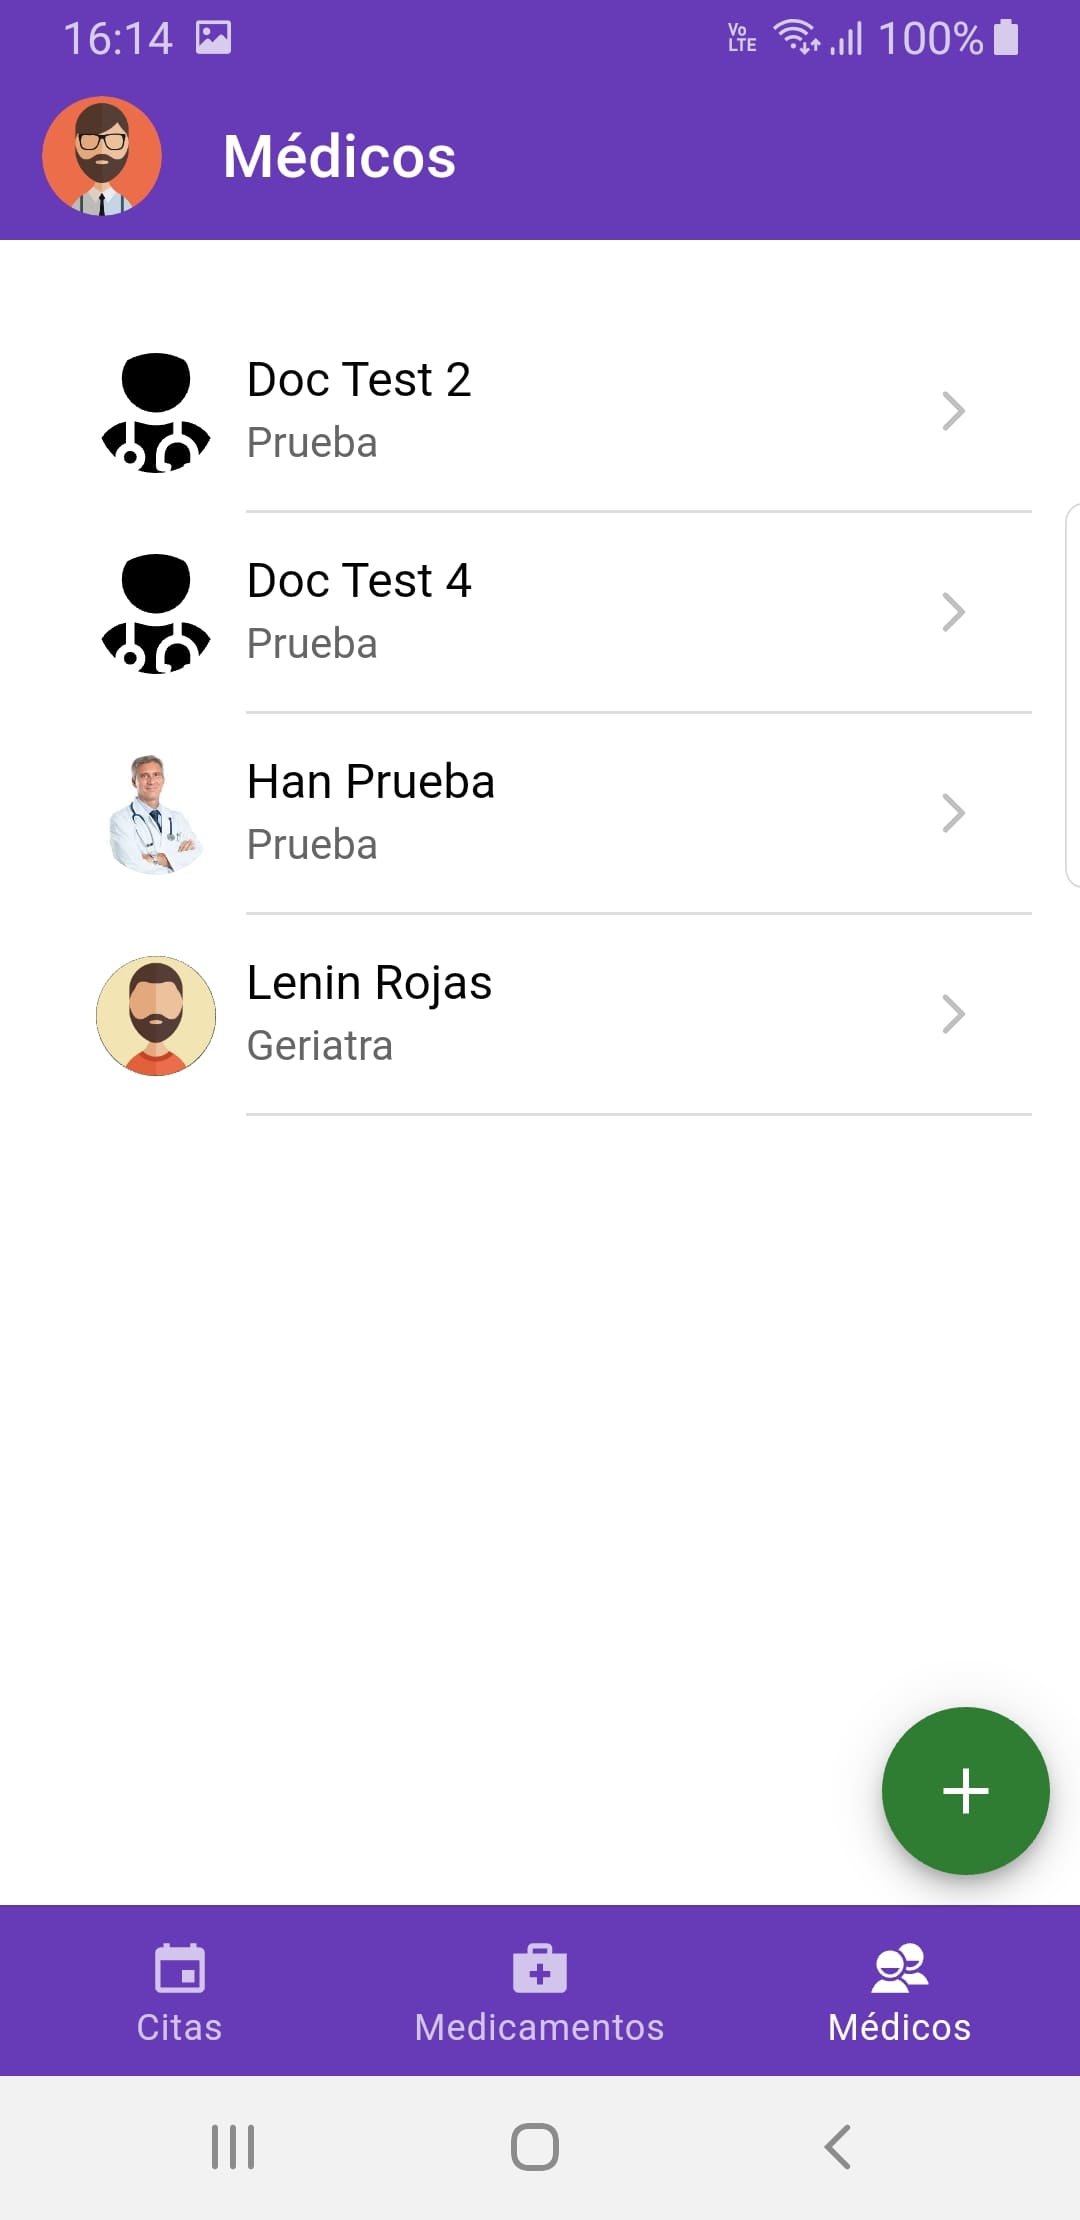 16:14 Vo LTE 100%
Médicos
Doc Test 2
Prueba
Doc Test 4
Prueba
Han Prueba
Prueba
Lenin Rojas
Geriatra
Citas Medicamentos Médicos